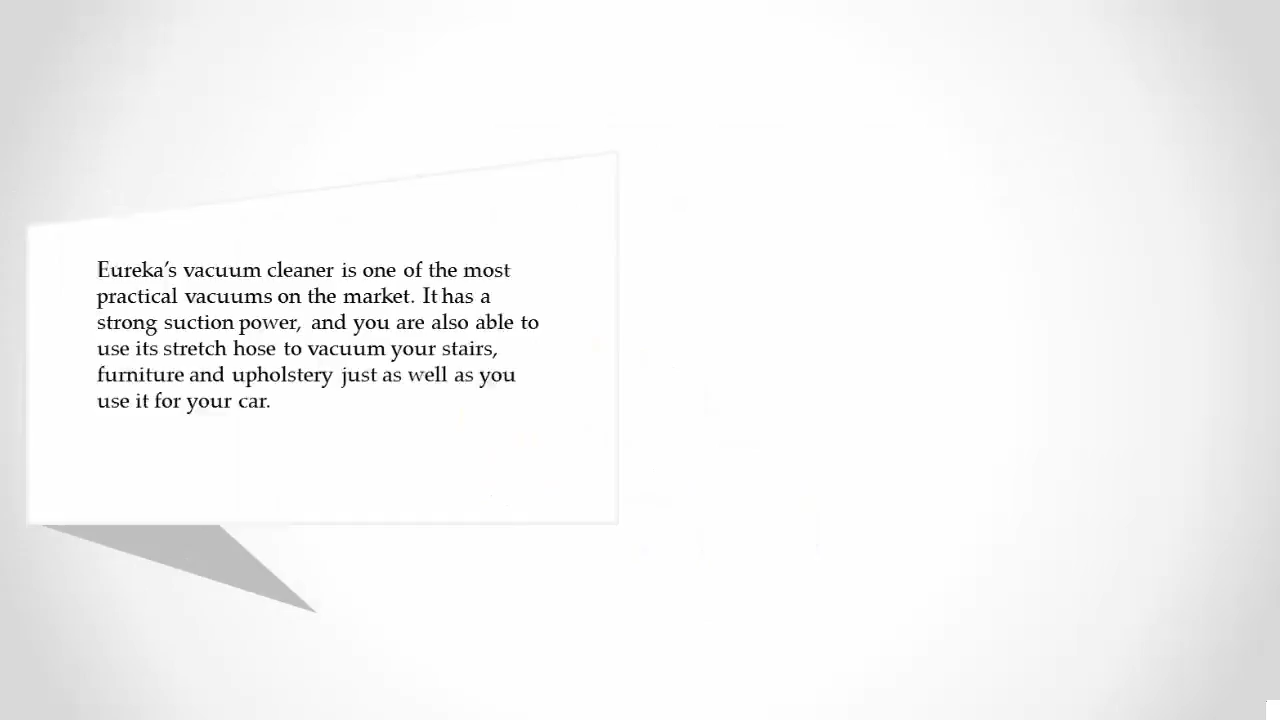 Eureka’s vacuum cleaner is one of the most
practical vacuums on the market. It has a
strong suction power, and you are also able to
use its stretch hose to vacuum your stairs,
furniture and upholstery just as well as you
use it for your car.